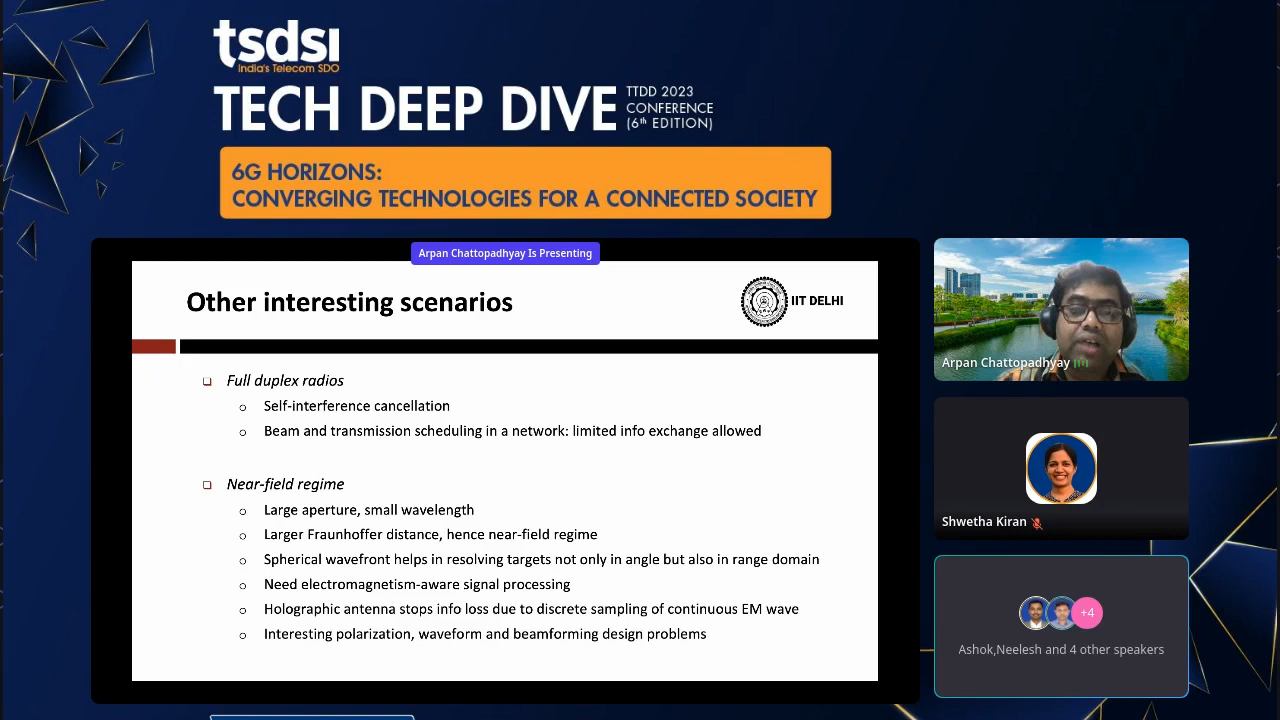 tsdsi
India's Telecom SDO
TECH DEEP DIVE
TTDD 2023
CONFERENCE
(6th EDITION)
6G HORIZONS:
CONVERGING TECHNOLOGIES FOR A CONNECTED SOCIETY
Arpan Chattopadhyay Is Presenting
Other interesting scenarios
IIT DELHI
Full duplex radios
Self-interference cancellation
Beam and transmission scheduling in a network: limited info exchange allowed
Near-field regime
Large aperture, small wavelength
Larger Fraunhoffer distance, hence near-field regime
Spherical wavefront helps in resolving targets not only in angle but also in range domain
Need electromagnetism-aware signal processing
Holographic antenna stops info loss due to discrete sampling of continuous EM wave
Interesting polarization, waveform and beamforming design problems
Arpan Chattopadhyay
Shwetha Kiran
+4
Ashok,Neelesh and 4 other speakers